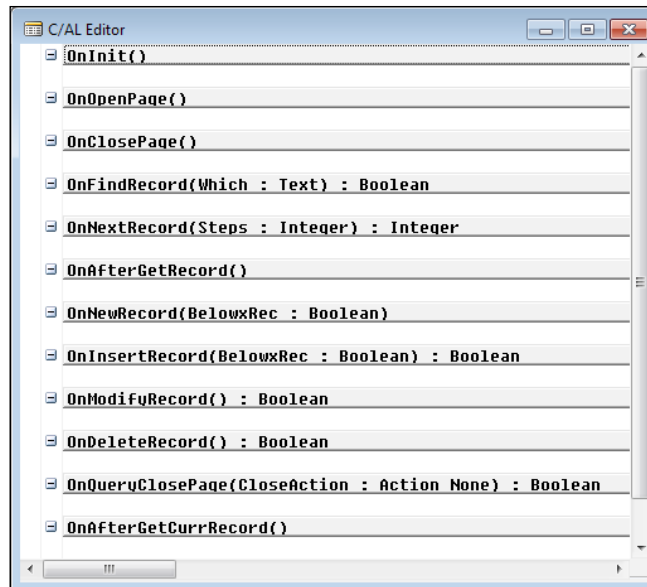 C/AL Editor
OnInit()
OnOpenPage()
OnClosePage()
OnFindRecord(Which : Text) : Boolean
OnNextRecord(Steps : Integer) : Integer
OnAfterGetRecord()
OnNewRecord(BelowxRec : Boolean)
OnInsertRecord(BelowxRec : Boolean) : Boolean
OnModifyRecord() : Boolean
OnDeleteRecord() : Boolean
OnQueryClosePage(CloseAction : Action None) : Boolean
OnAfterGetCurrRecord()